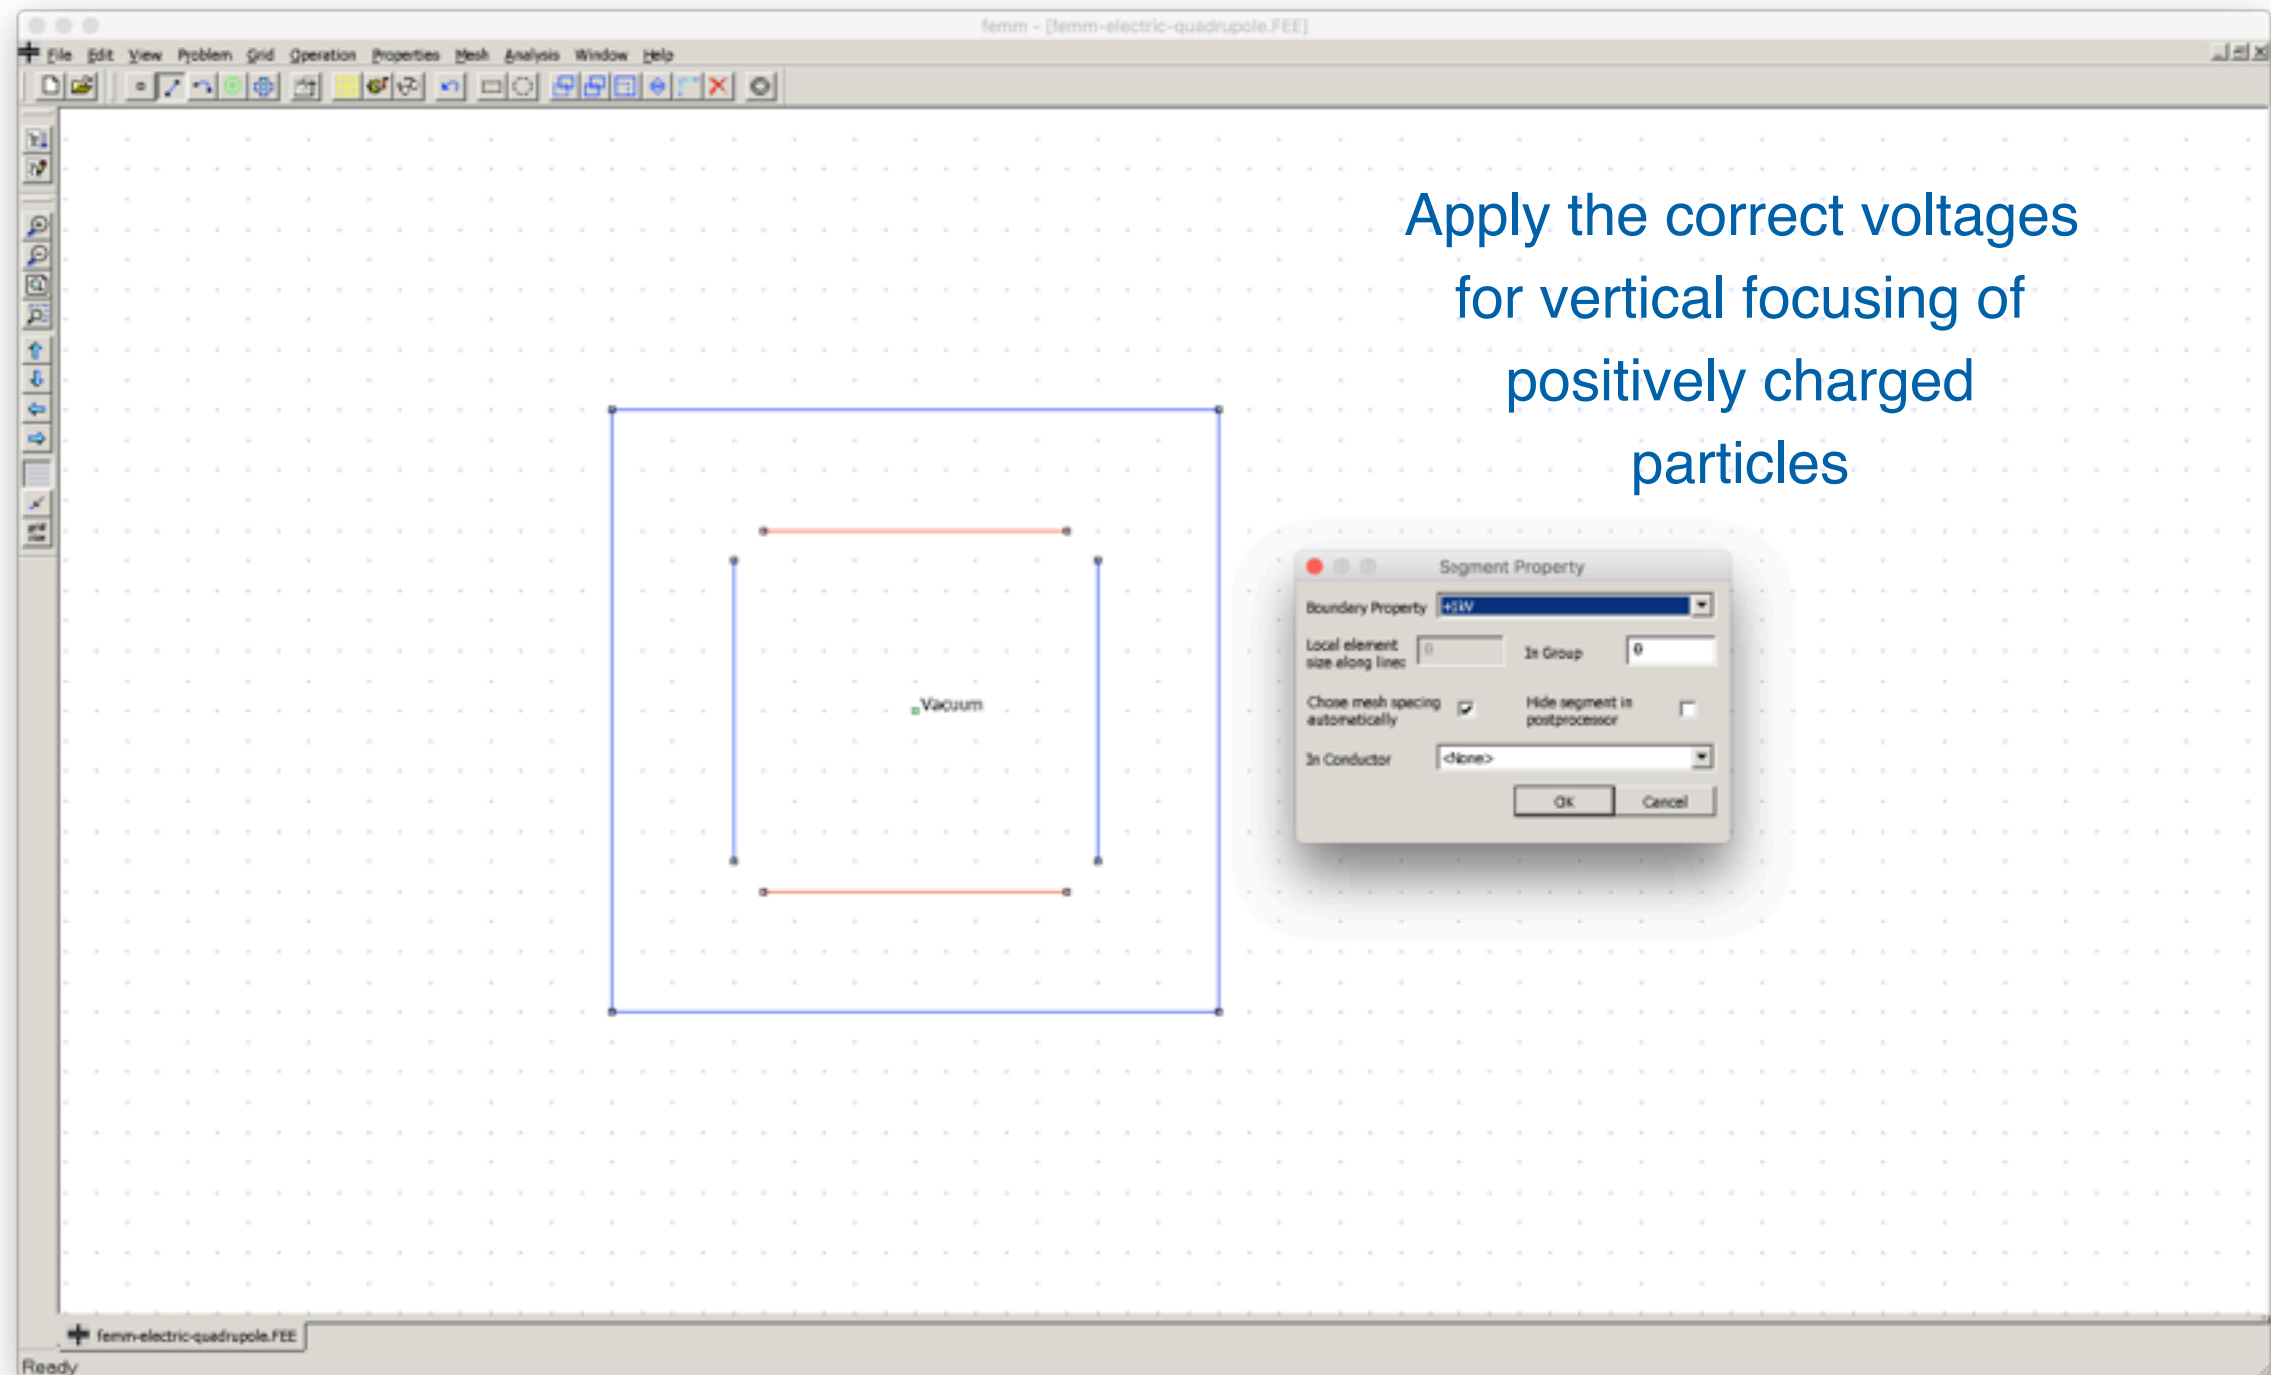 femm - [femm-electric-quadrupole.FEE]
File Edit View Problem Grid Operation Properties Mesh Analysis Window Help
Apply the correct voltages
for vertical focusing of
positively charged
particles
Segment Property
Boundary Property +1kV
Local element
size along line: 0 In Group 0
Chose mesh spacing
automatically
Hide segment in
postprocessor
In Conductor <None>
OK Cancel
Vacuum
femm-electric-quadrupole.FEE
Ready